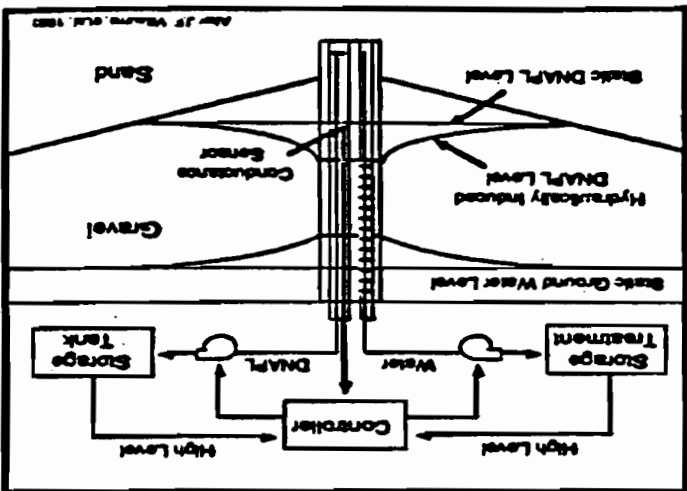 High Level
High Level
Controller
Storage
Treatment
Water
DNAPL
Storage
Tank
Static Ground Water Level
Gravel
Hydraulically Induced
DNAPL Level
Conductance
Sensor
Static DNAPL Level
Sand
After J.F. Villaume, et al, 1983